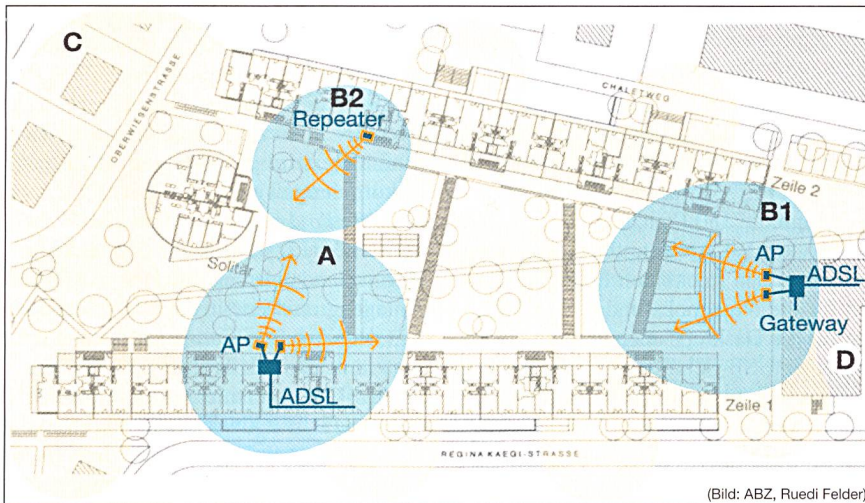 C
OBERWIESENSTRASSE
B2
Repeater
CHALETWEG
Zeile 2
B1
AP
ADSL
Gateway
D
Solitär
A
AP
ADSL
Zeile 1
REGINA KAEGI-STRASSE
(Bild: ABZ, Ruedi Felder)